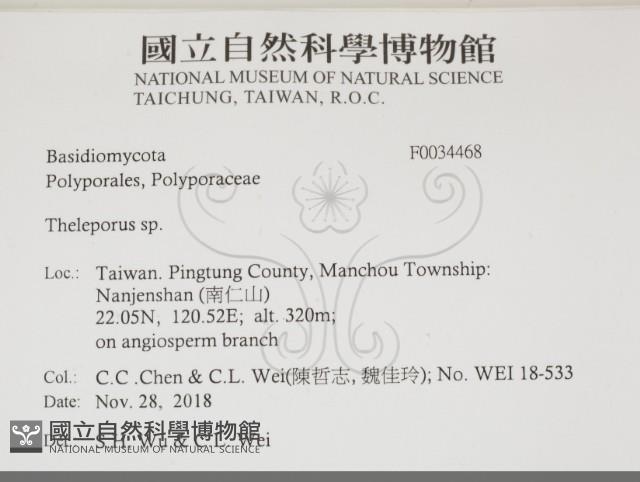 國立自然科學博物館
NATIONAL MUSEUM OF NATURAL SCIENCE
TAICHUNG, TAIWAN, R.O.C.
Basidiomycota F0034468
Polyporales, Polyporaceae
Theleporus sp.
Loc.: Taiwan. Pingtung County, Manchou Township:
Nanjenshan (南仁山)
22.05N, 120.52E; alt. 320m;
on angiosperm branch
Col.: C.C .Chen & C.L. Wei(陳哲志, 魏佳玲); No. WEI 18-533
Date: Nov. 28, 2018
Det. S.H. Wu & C.L. Wei
國立自然科學博物館
NATIONAL MUSEUM OF NATURAL SCIENCE